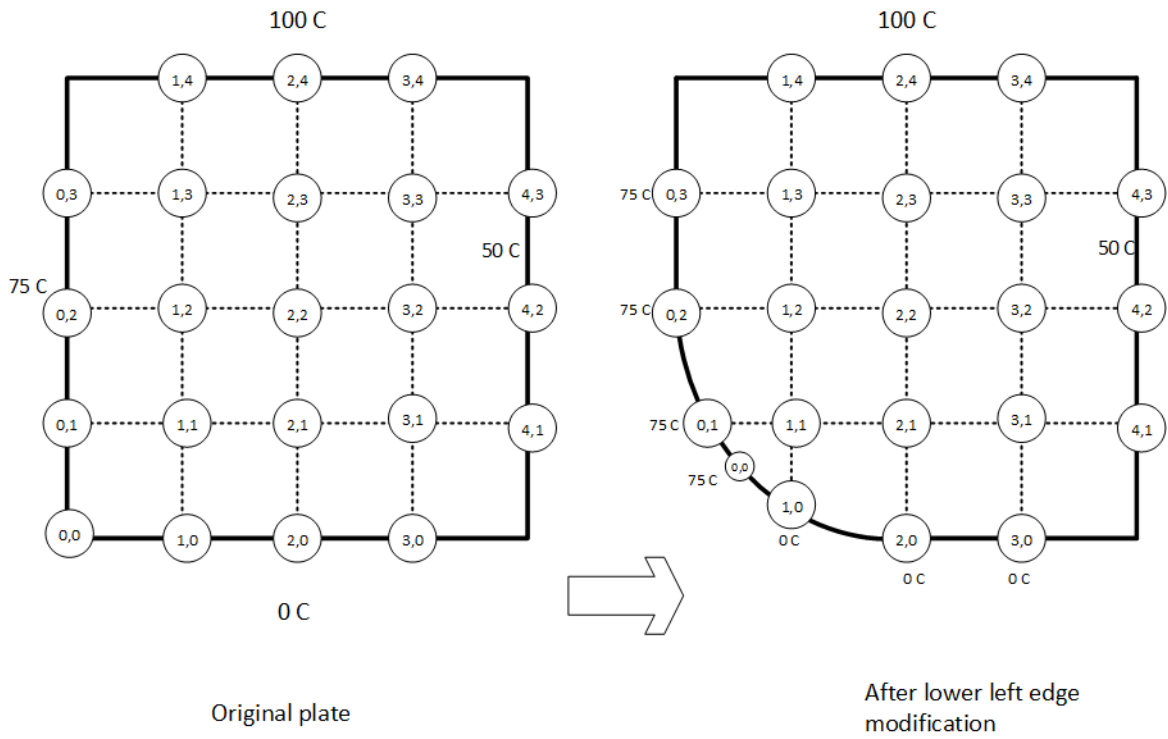 100 C
100 C
1,4
2,4
3,4
1,4
2,4
3,4
0,3
1,3
2,3
3,3
4,3
75 C
0,3
1,3
2,3
3,3
4,3
50 C
50 C
75 C
0,2
1,2
2,2
3,2
4,2
75 C
0,2
1,2
2,2
3,2
4,2
0,1
1,1
2,1
3,1
4,1
75 C
0,1
1,1
2,1
3,1
4,1
75 C
0,0
0,0
1,0
2,0
3,0
1,0
0 C
2,0
3,0
0 C
0 C
0 C
Original plate
After lower left edge
modification